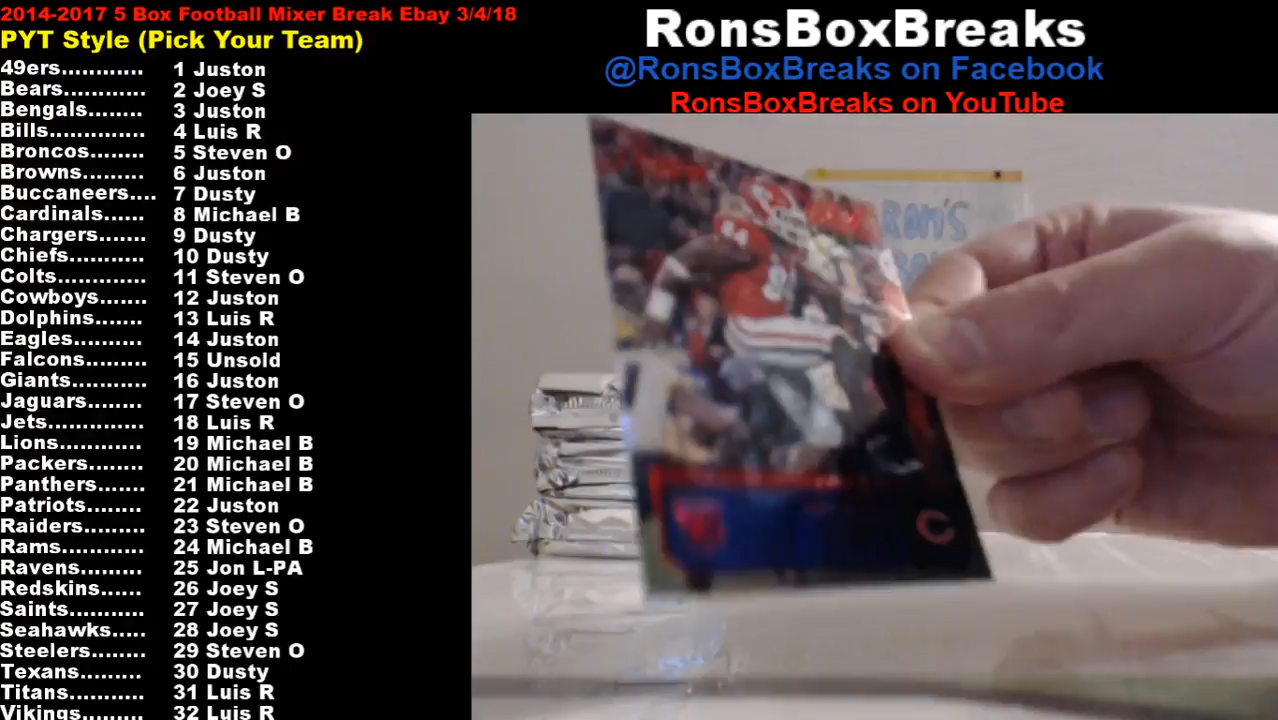 2014-2017 5 Box Football Mixer Break Ebay 3/4/18
PYT Style (Pick Your Team)
49ers............ 1 Juston
Bears............ 2 Joey S
Bengals........ 3 Juston
Bills.............. 4 Luis R
Broncos........ 5 Steven O
Browns......... 6 Juston
Buccaneers.... 7 Dusty
Cardinals...... 8 Michael B
Chargers....... 9 Dusty
Chiefs........... 10 Dusty
Colts............. 11 Steven O
Cowboys....... 12 Juston
Dolphins....... 13 Luis R
Eagles.......... 14 Juston
Falcons......... 15 Unsold
Giants........... 16 Juston
Jaguars........ 17 Steven O
Jets.............. 18 Luis R
Lions............ 19 Michael B
Packers........ 20 Michael B
Panthers....... 21 Michael B
Patriots......... 22 Juston
Raiders......... 23 Steven O
Rams............ 24 Michael B
Ravens......... 25 Jon L-PA
Redskins...... 26 Joey S
Saints........... 27 Joey S
Seahawks..... 28 Joey S
Steelers........ 29 Steven O
Texans......... 30 Dusty
Titans........... 31 Luis R
Vikings......... 32 Luis R
RonsBoxBreaks
@RonsBoxBreaks on Facebook
RonsBoxBreaks on YouTube
RON'S